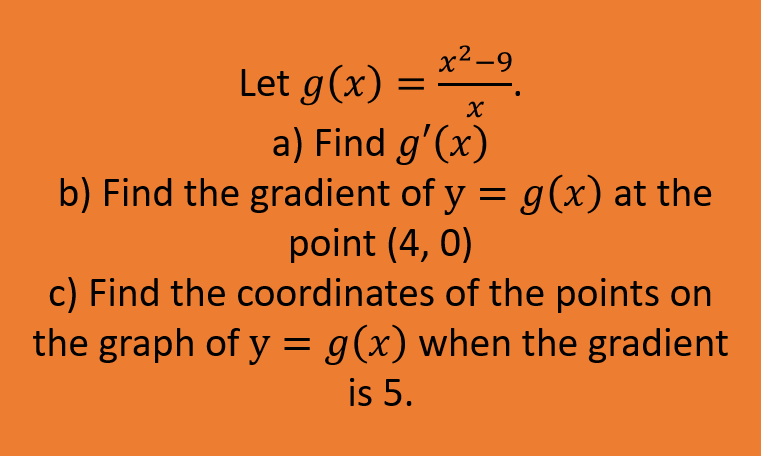 Let g(x) = \frac{x^2-9}{x}.
a) Find g'(x)
b) Find the gradient of y = g(x) at the
point (4, 0)
c) Find the coordinates of the points on
the graph of y = g(x) when the gradient
is 5.